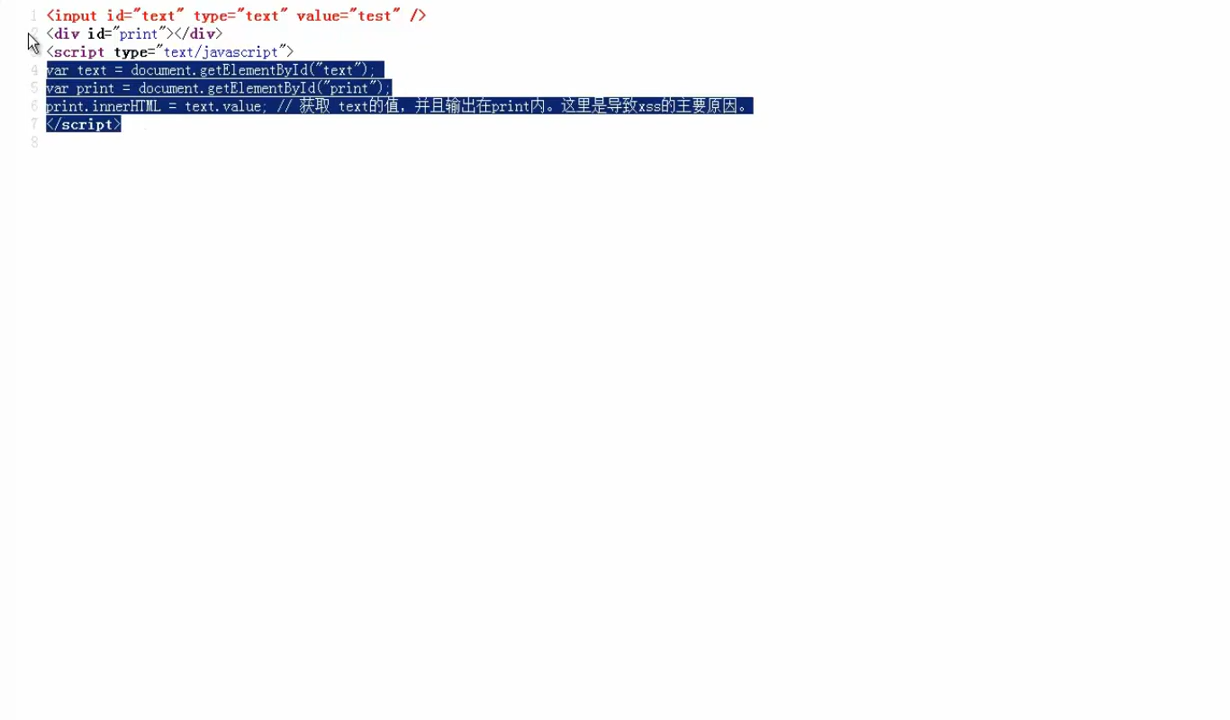 1 <input id="text" type="text" value="test" />
2 <div id="print"></div>
3 <script type="text/javascript">
4 var text = document.getElementById("text");
5 var print = document.getElementById("print");
6 print.innerHTML = text.value; // 获取 text的值, 并且输出在print内。这里是导致xss的主要原因。
7 </script>
8